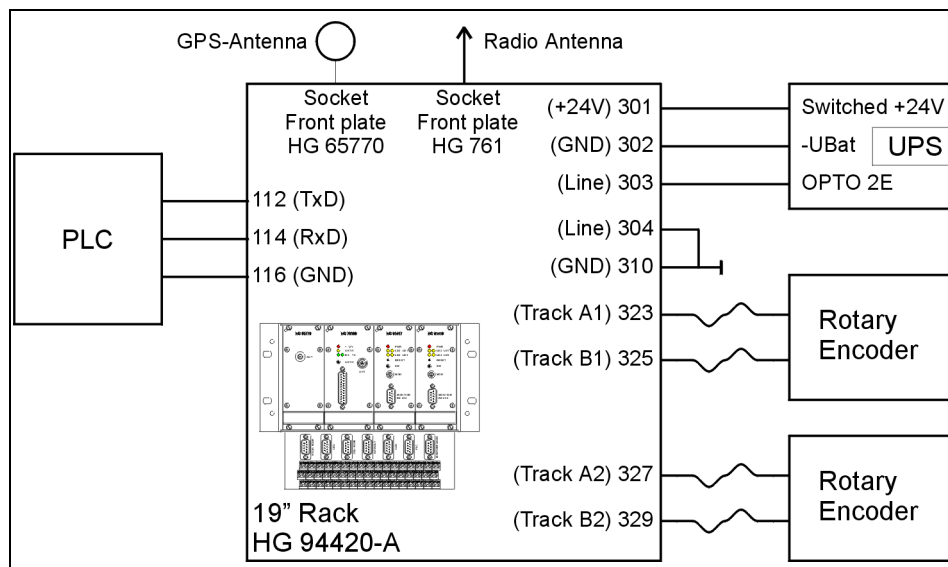 GPS-Antenna
Radio Antenna
Socket
Front plate
HG 65770
Socket
Front plate
HG 761
(+24V) 301
(GND) 302
(Line) 303
(Line) 304
(GND) 310
(Track A1) 323
(Track B1) 325
(Track A2) 327
(Track B2) 329
Switched +24V
-UBat
UPS
OPTO 2E
PLC
112 (TxD)
114 (RxD)
116 (GND)
Rotary
Encoder
Rotary
Encoder
19” Rack
HG 94420-A